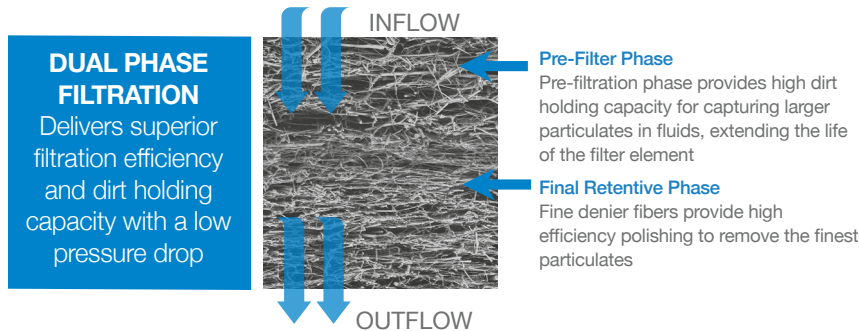 INFLOW
DUAL PHASE
FILTRATION
Delivers superior
filtration efficiency
and dirt holding
capacity with a low
pressure drop
Pre-Filter Phase
Pre-filtration phase provides high dirt
holding capacity for capturing larger
particulates in fluids, extending the life
of the filter element
Final Retentive Phase
Fine denier fibers provide high
efficiency polishing to remove the finest
particulates
OUTFLOW